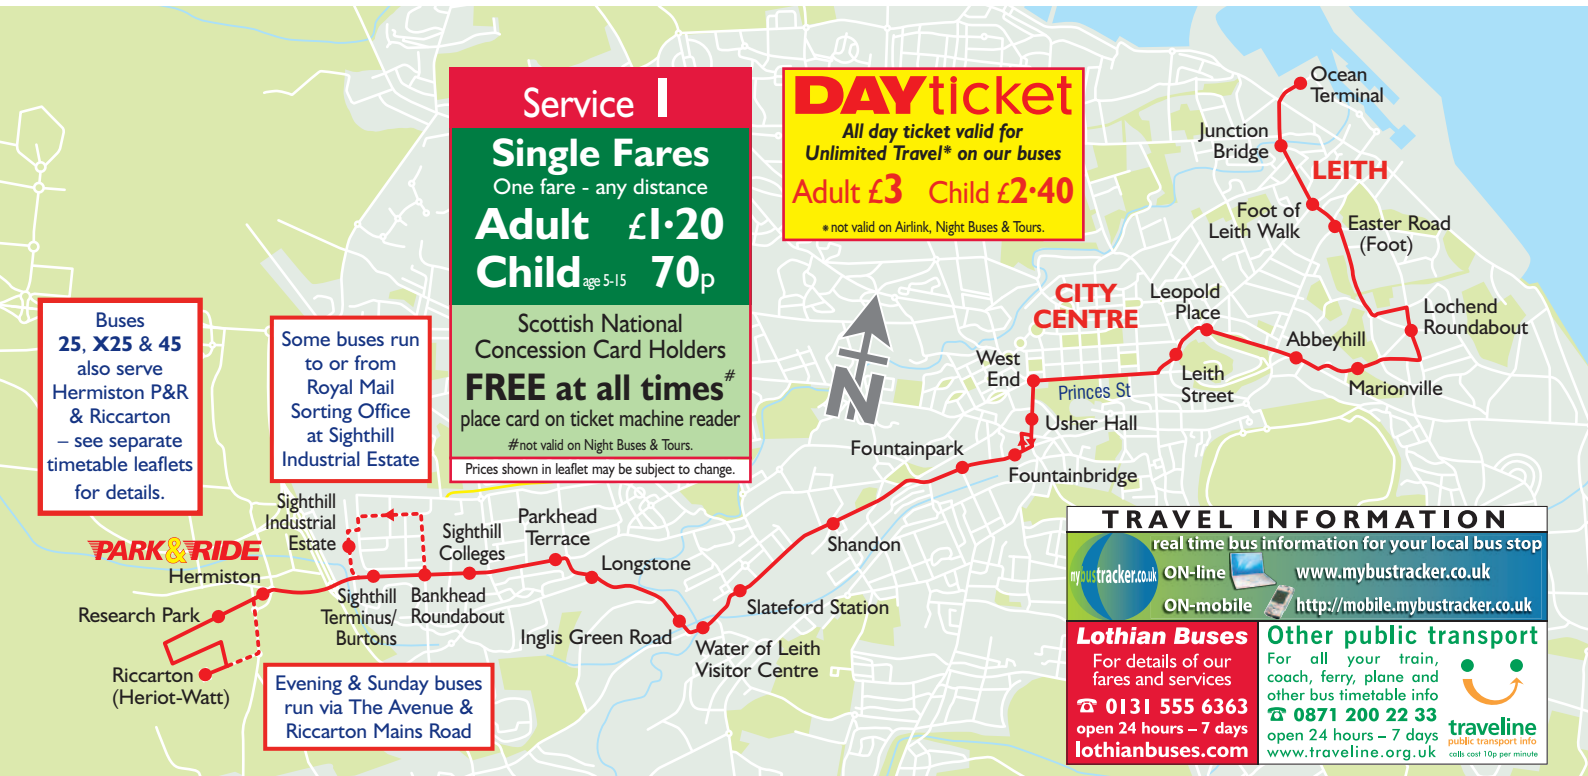 Service 1
Single Fares
One fare - any distance
Adult £1·20
Child age 5-15 70p
Scottish National
Concession Card Holders
FREE at all times#
place card on ticket machine reader
#not valid on Night Buses & Tours.
Prices shown in leaflet may be subject to change.
DAYticket
All day ticket valid for
Unlimited Travel* on our buses
Adult £3 Child £2·40
*not valid on Airlink, Night Buses & Tours.
Buses
25, X25 & 45
also serve
Hermiston P&R
& Riccarton
– see separate
timetable leaflets
for details.
Some buses run
to or from
Royal Mail
Sorting Office
at Sighthill
Industrial Estate
Evening & Sunday buses
run via The Avenue &
Riccarton Mains Road
PARK&RIDE
Hermiston
Research Park
Riccarton
(Heriot-Watt)
Sighthill
Industrial
Estate
Sighthill
Terminus/
Burtons
Bankhead
Roundabout
Sighthill
Colleges
Parkhead
Terrace
Longstone
Inglis Green Road
Water of Leith
Visitor Centre
Slateford Station
Shandon
Fountainpark
Fountainbridge
Usher Hall
West
End
Princes St
CITY
CENTRE
Leith
Street
Leopold
Place
Abbeyhill
Marionville
Lochend
Roundabout
Easter Road
(Foot)
Foot of
Leith Walk
LEITH
Junction
Bridge
Ocean
Terminal
N
TRAVEL INFORMATION
real time bus information for your local bus stop
mybustracker.co.uk
ON-line www.mybustracker.co.uk
ON-mobile http://mobile.mybustracker.co.uk
Lothian Buses
For details of our
fares and services
☎ 0131 555 6363
open 24 hours – 7 days
lothianbuses.com
Other public transport
For all your train,
coach, ferry, plane and
other bus timetable info
☎ 0871 200 22 33
open 24 hours – 7 days
www.traveline.org.uk
traveline
public transport info
calls cost 10p per minute